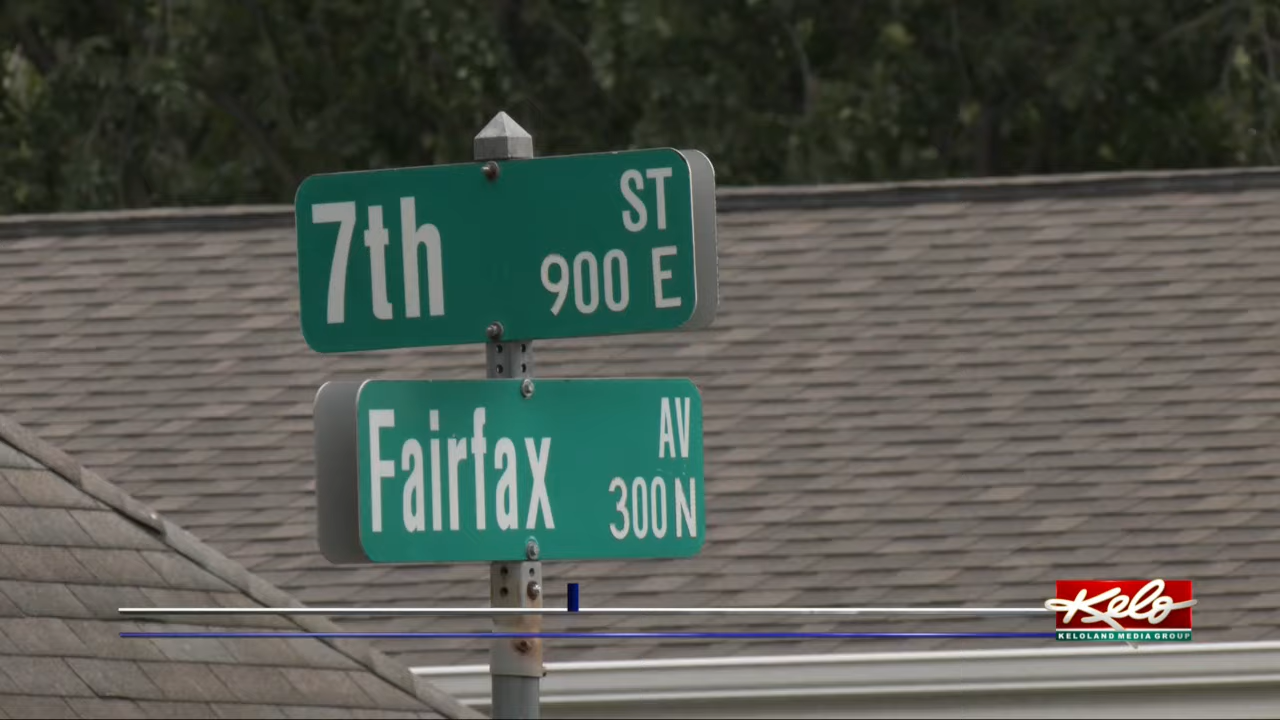 7th ST
900 E
Fairfax AV
300 N
Kelo
KELOLAND MEDIA GROUP